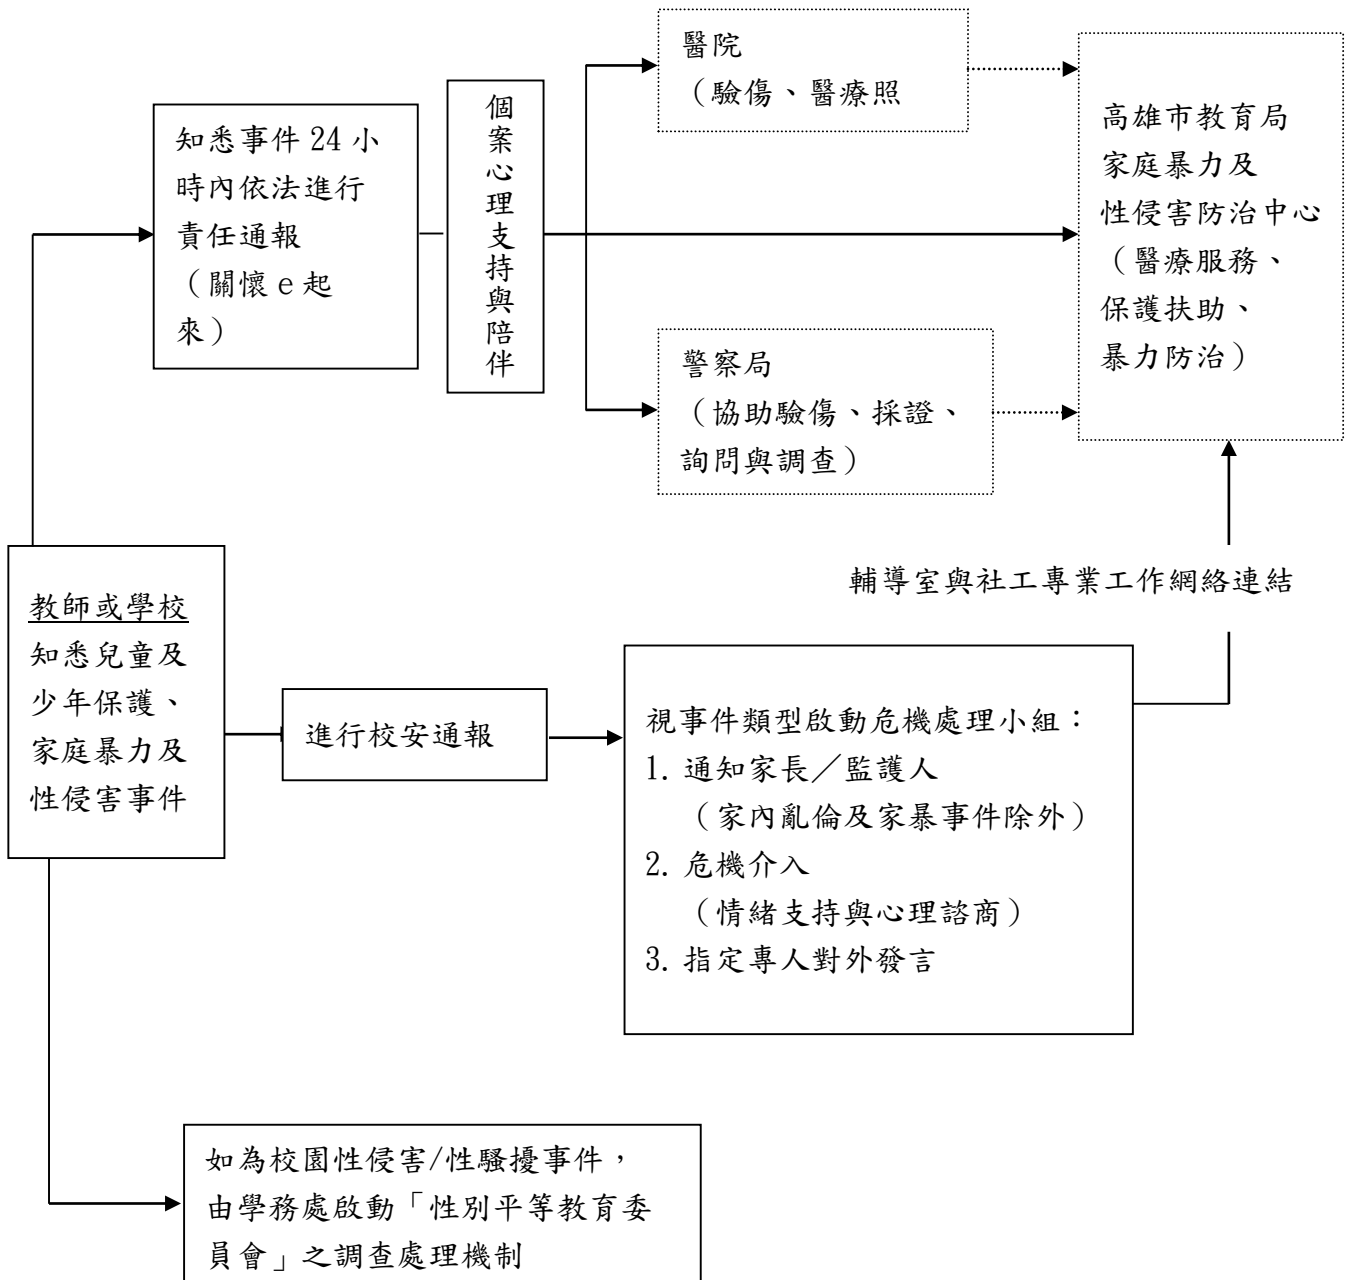 醫院
（驗傷、醫療照
高雄市教育局
家庭暴力及
性侵害防治中心
（醫療服務、
保護扶助、
暴力防治）
知悉事件 24 小
時內依法進行
責任通報
（關懷 e 起
來）
個
案
心
理
支
持
與
陪
伴
警察局
（協助驗傷、採證、
詢問與調查）
輔導室與社工專業工作網絡連結
教師或學校
知悉兒童及
少年保護、
家庭暴力及
性侵害事件
進行校安通報
視事件類型啟動危機處理小組：
1. 通知家長／監護人
（家內亂倫及家暴事件除外）
2. 危機介入
（情緒支持與心理諮商）
3. 指定專人對外發言
如為校園性侵害/性騷擾事件，
由學務處啟動「性別平等教育委
員會」之調查處理機制